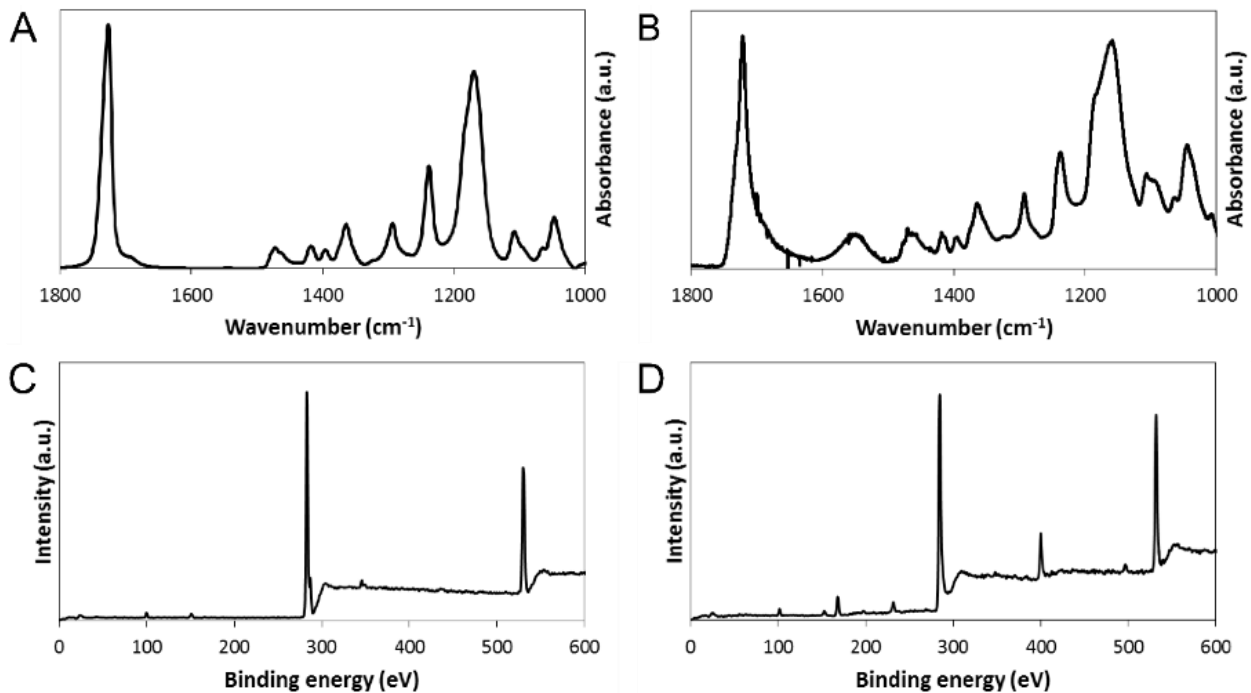 A
Absorbance (a.u.)
1800 1600 1400 1200 1000
Wavenumber (cm⁻¹)
B
Absorbance (a.u.)
1800 1600 1400 1200 1000
Wavenumber (cm⁻¹)
C
Intensity (a.u.)
0 100 200 300 400 500 600
Binding energy (eV)
D
Intensity (a.u.)
0 100 200 300 400 500 600
Binding energy (eV)